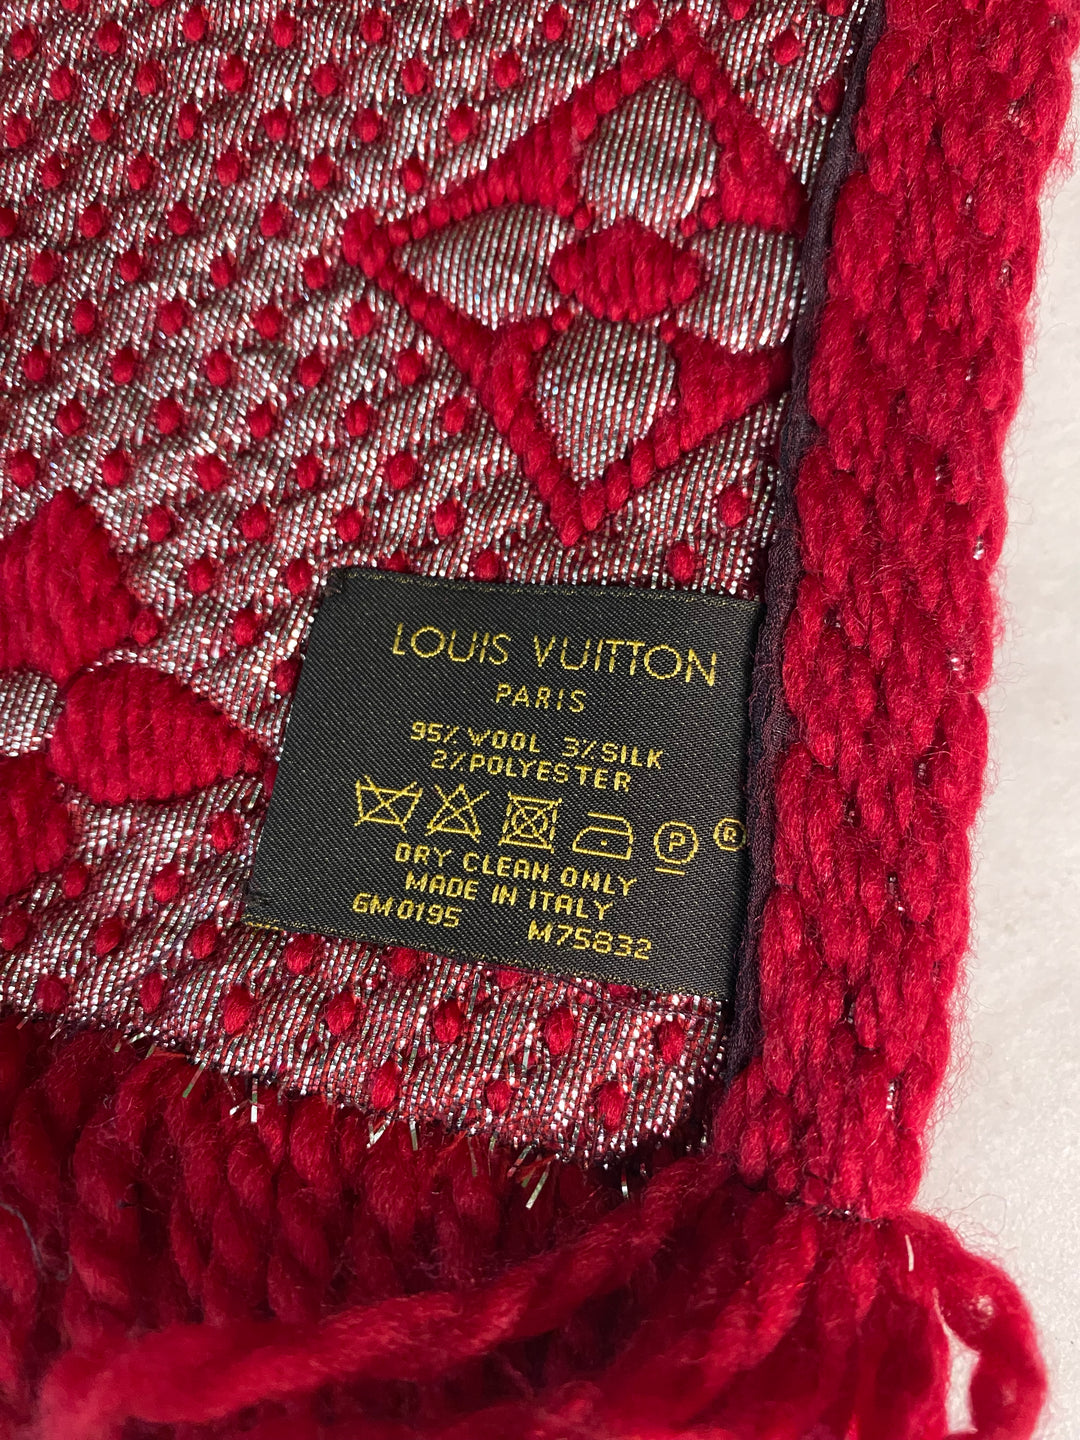 LOUIS VUITTON
PARIS
95% WOOL 3% SILK
2% POLYESTER
P ®
DRY CLEAN ONLY
MADE IN ITALY
GM0195 M75832